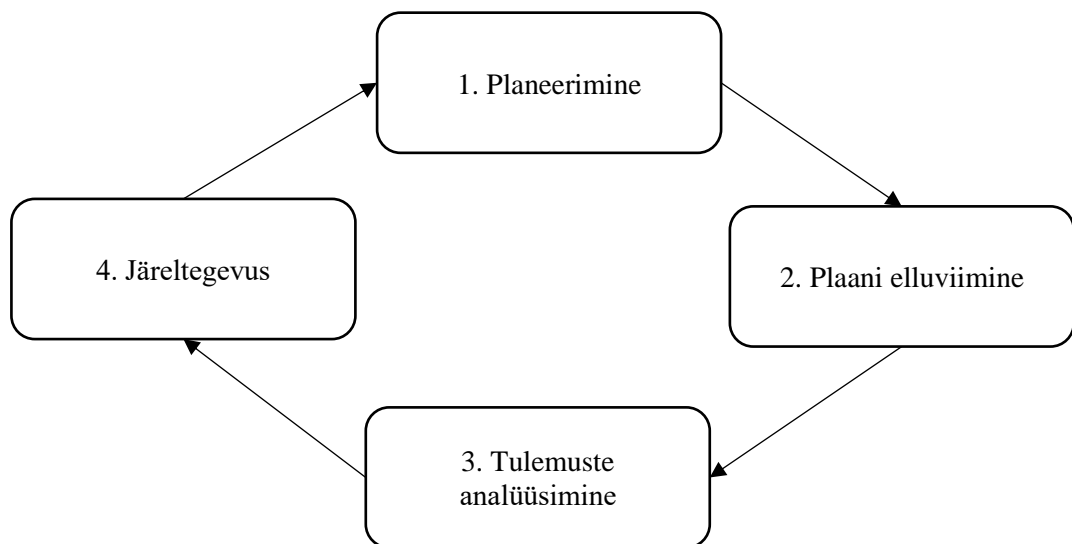 1. Planeerimine
2. Plaani elluviimine
3. Tulemuste
analüüsimine
4. Järeltegevus